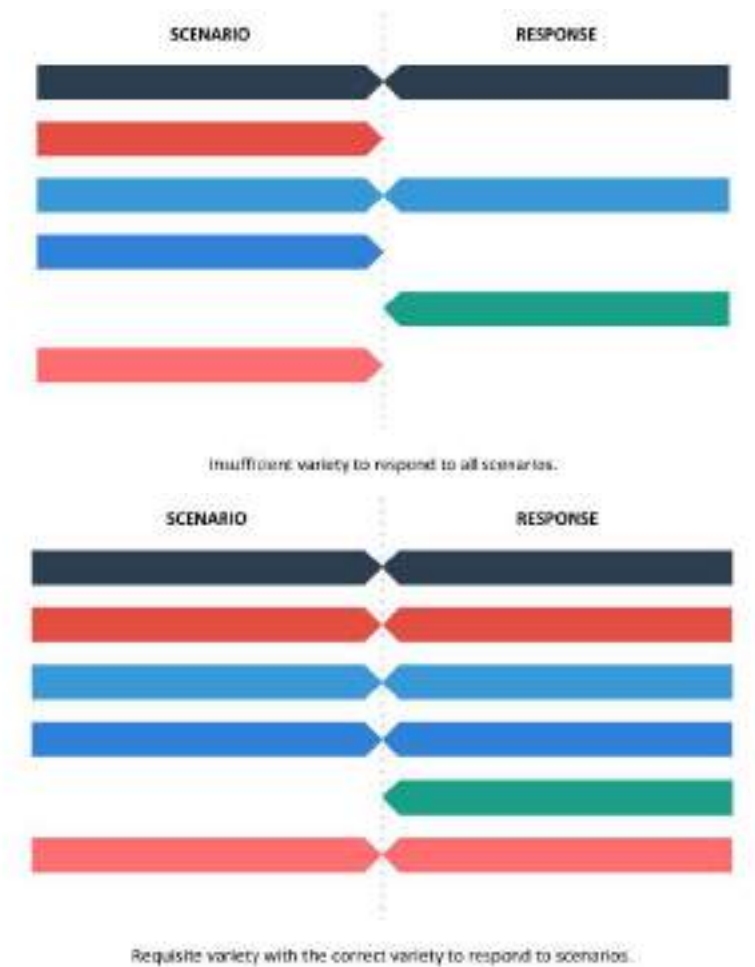 SCENARIO RESPONSE
Insufficient variety to respond to all scenarios.
SCENARIO RESPONSE
Requisite variety with the correct variety to respond to scenarios.